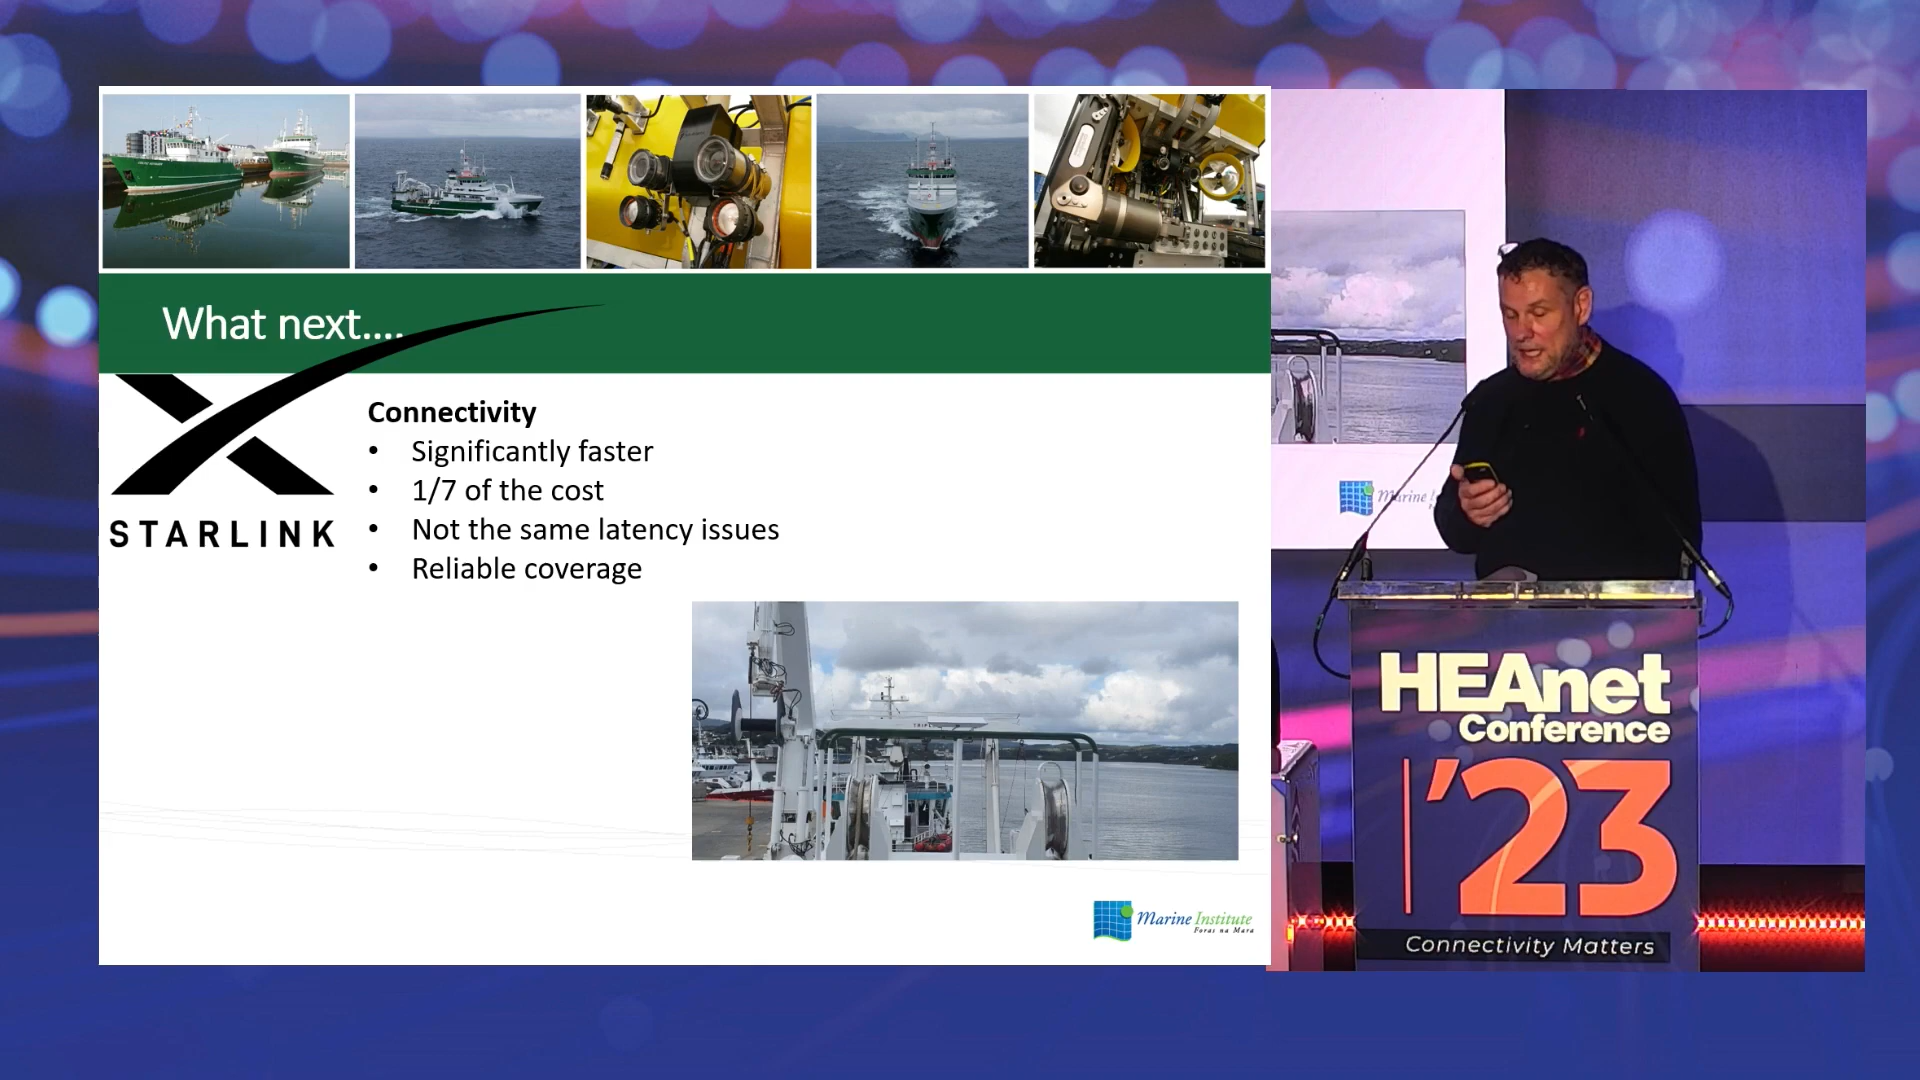 What next....
STARLINK
Connectivity
• Significantly faster
• 1/7 of the cost
• Not the same latency issues
• Reliable coverage
Marine Institute
Foras na Mara
Marine
HEAnet
Conference
'23
Connectivity Matters